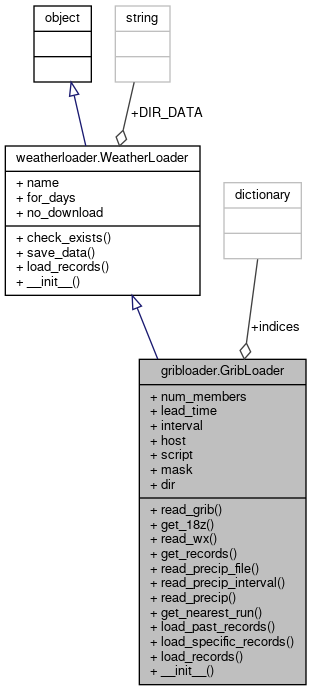 object
string
+DIR_DATA
weatherloader.WeatherLoader
+ name
+ for_days
+ no_download
+ check_exists()
+ save_data()
+ load_records()
+ __init__()
dictionary
+indices
gribloader.GribLoader
+ num_members
+ lead_time
+ interval
+ host
+ script
+ mask
+ dir
+ read_grib()
+ get_18z()
+ read_wx()
+ get_records()
+ read_precip_file()
+ read_precip_interval()
+ read_precip()
+ get_nearest_run()
+ load_past_records()
+ load_specific_records()
+ load_records()
+ __init__()